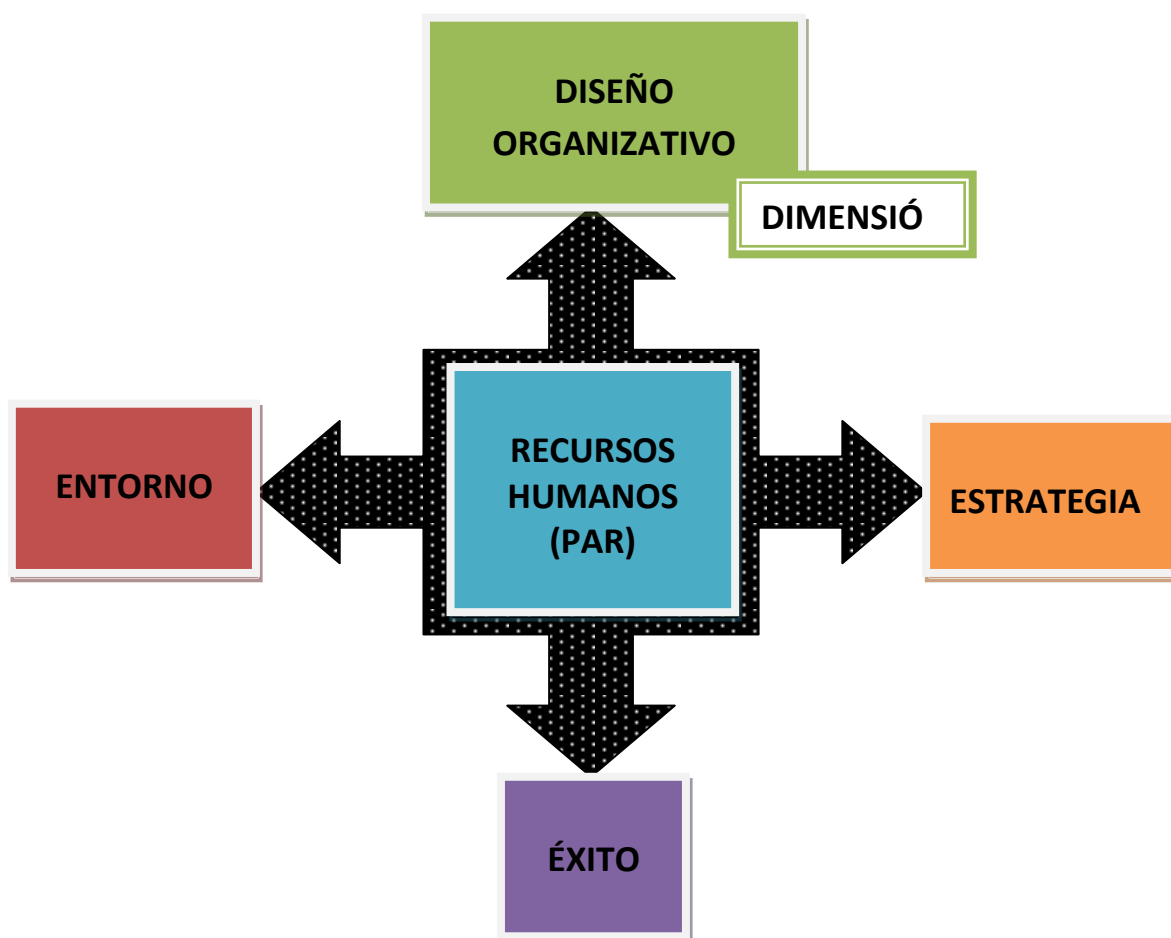 DISEÑO
ORGANIZATIVO
DIMENSIÓ
ENTORNO
RECURSOS
HUMANOS
(PAR)
ESTRATEGIA
ÉXITO